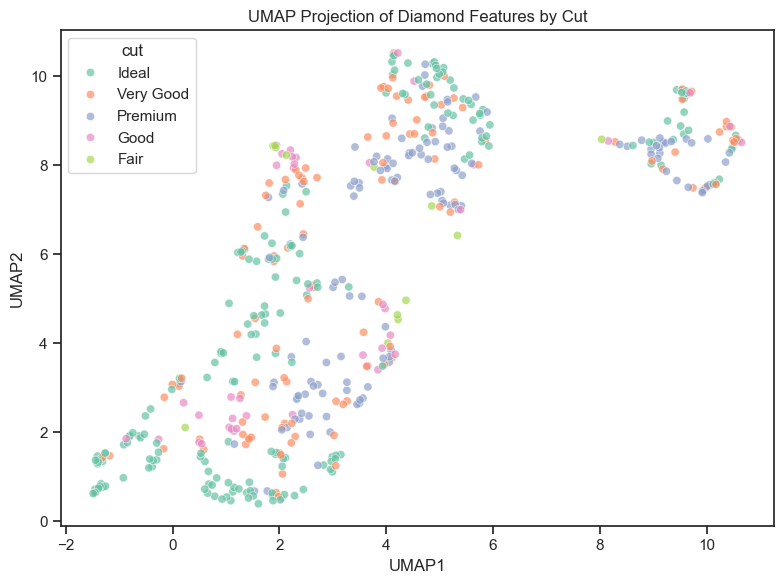 UMAP Projection of Diamond Features by Cut
cut
Ideal
Very Good
Premium
Good
Fair
UMAP2
10
8
6
4
2
0
−2
0
2
4
6
8
10
UMAP1